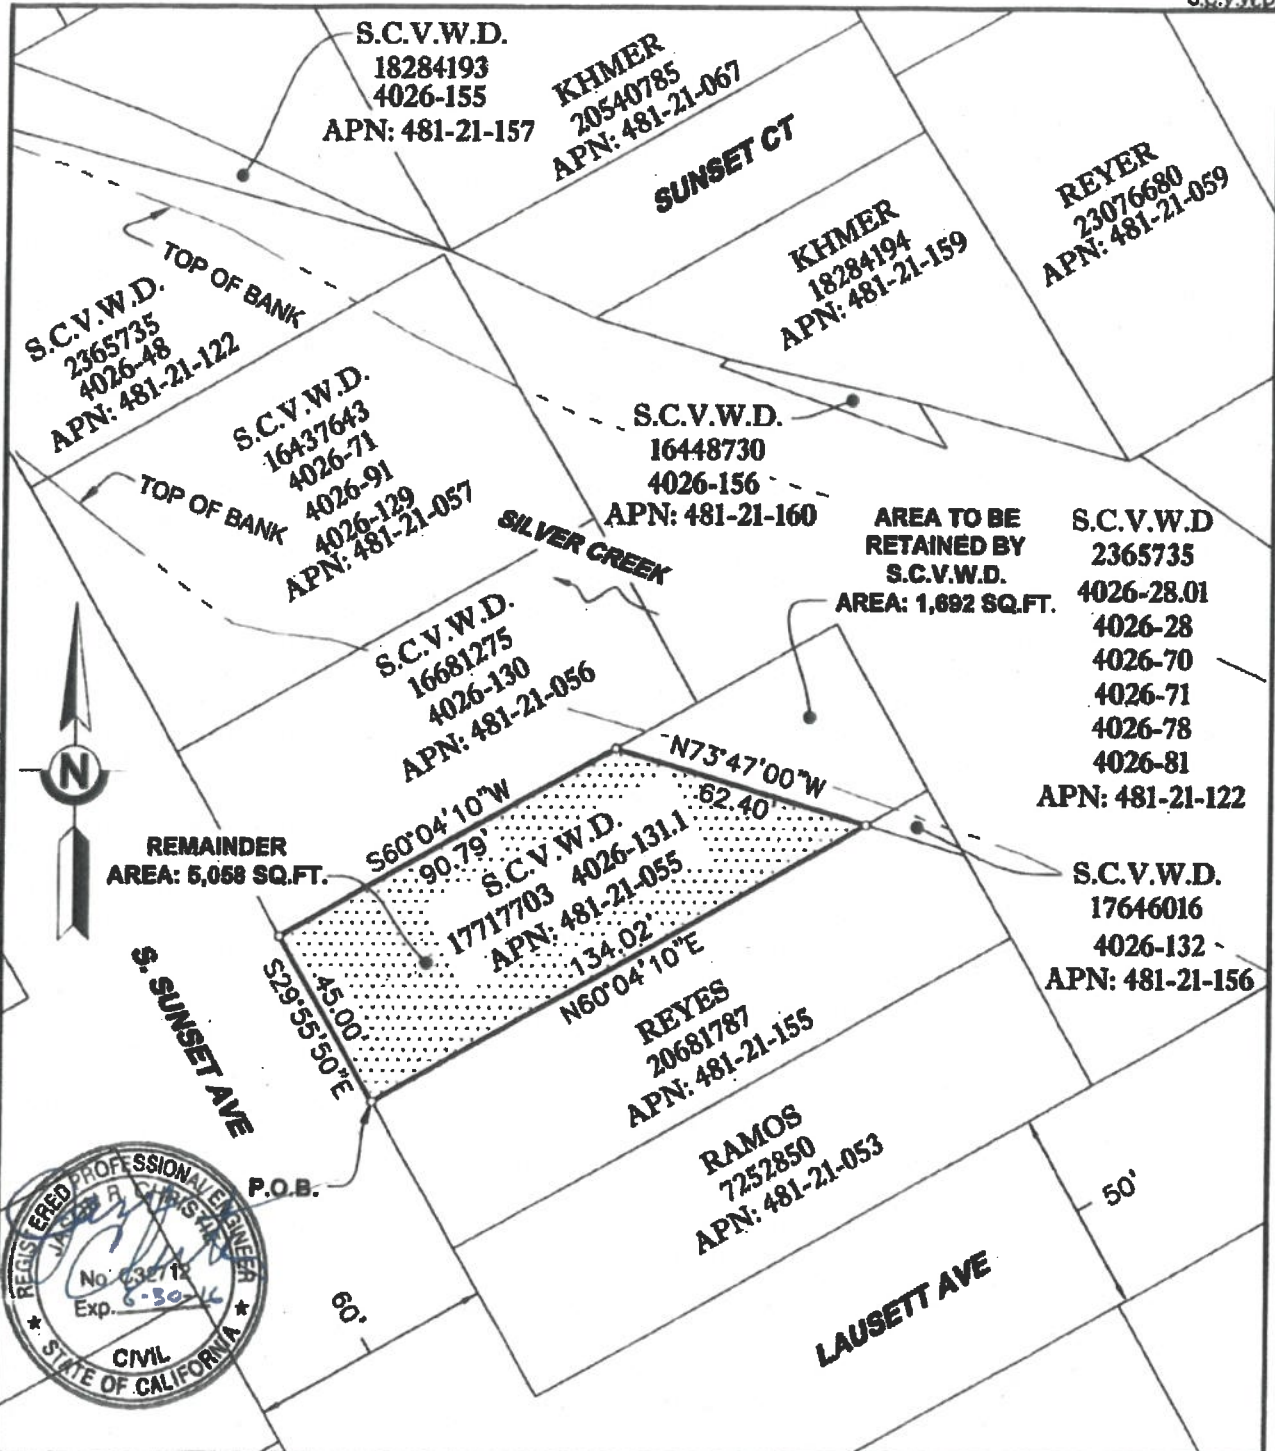 S.C.V.W.D.
18284193
4026-155
APN: 481-21-157
KHMER
20540785
APN: 481-21-067
SUNSET CT
KHMER
18284194
APN: 481-21-159
REYER
23076680
APN: 481-21-059
TOP OF BANK
S.C.V.W.D.
2365735
4026-48
APN: 481-21-122
S.C.V.W.D.
16437643
4026-71
4026-91
4026-129
APN: 481-21-057
TOP OF BANK
S.C.V.W.D.
16448730
4026-156
APN: 481-21-160
SILVER CREEK
AREA TO BE
RETAINED BY
S.C.V.W.D.
AREA: 1,692 SQ.FT.
S.C.V.W.D
2365735
4026-28.01
4026-28
4026-70
4026-71
4026-78
4026-81
APN: 481-21-122
S.C.V.W.D.
16681275
4026-130
APN: 481-21-056
N
N73°47'00"W
62.40'
S60°04'10"W
90.79'
REMAINDER
AREA: 5,058 SQ.FT.
S.C.V.W.D.
17717703 4026-131.1
APN: 481-21-055
134.02'
N60°04'10"E
45.00'
S29°55'50"E
S.C.V.W.D.
17646016
4026-132
APN: 481-21-156
S. SUNSET AVE
REYES
20681787
APN: 481-21-155
RAMOS
7252850
APN: 481-21-053
P.O.B.
50'
60'
LAUSETT AVE
REGISTERED PROFESSIONAL ENGINEER
No. C32712
Exp. 6-30-16
CIVIL
STATE OF CALIFORNIA